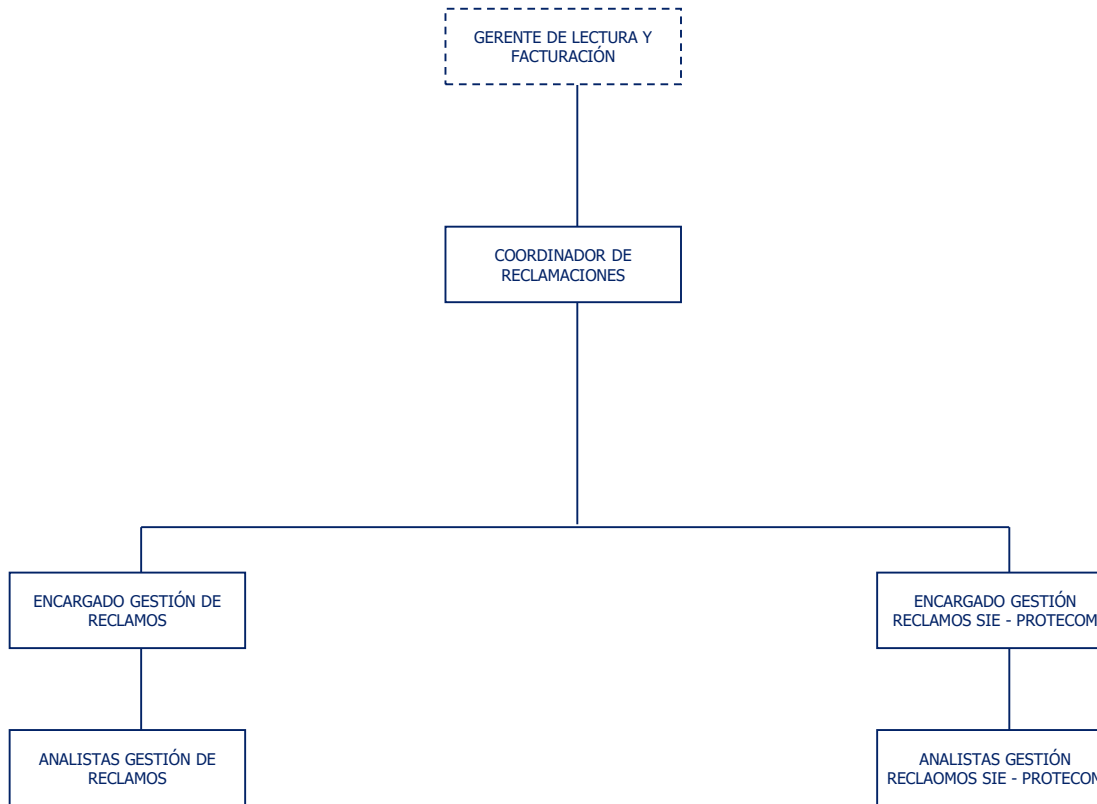 GERENTE DE LECTURA Y
FACTURACIÓN
COORDINADOR DE
RECLAMACIONES
ENCARGADO GESTIÓN DE
RECLAMOS
ENCARGADO GESTIÓN
RECLAMOS SIE - PROTECOM
ANALISTAS GESTIÓN DE
RECLAMOS
ANALISTAS GESTIÓN
RECLAOMOS SIE - PROTECOM